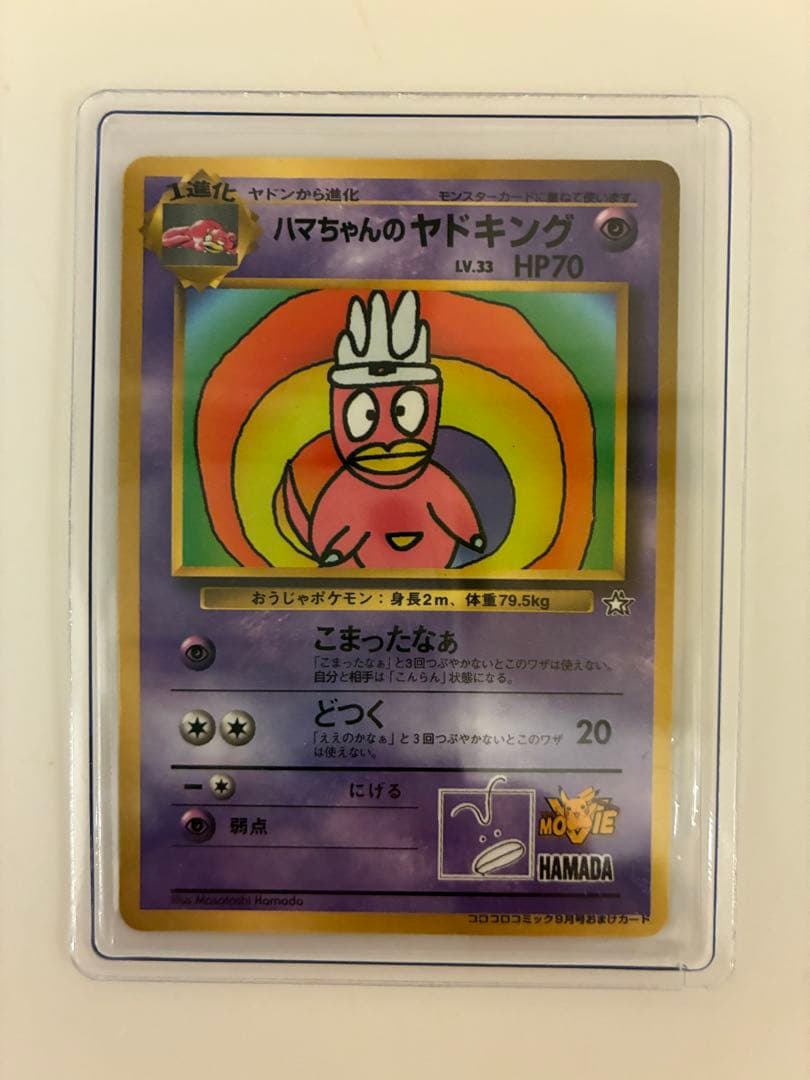 1進化
ヤドンから進化
モンスターカードに重ねて使います。
ハマちゃんのヤドキング
LV.33 HP70
おうじゃポケモン：身長2m、体重79.5kg
こまったなぁ
「こまったなぁ」と3回つぶやかないとこのワザは使えない。
自分と相手は「こんらん」状態になる。
どつく
20
「ええのかなぁ」と3回つぶやかないとこのワザ
は使えない。
にげる
弱点
MOVIE
HAMADA
Illus Masatoshi Hamada
コロコロコミック9月号おまけカード